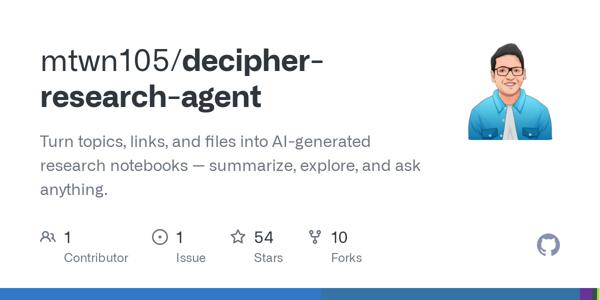 mtwn105/decipher-
research-agent
Turn topics, links, and files into AI-generated
research notebooks — summarize, explore, and ask
anything.
1 1 54 10
Contributor Issue Stars Forks